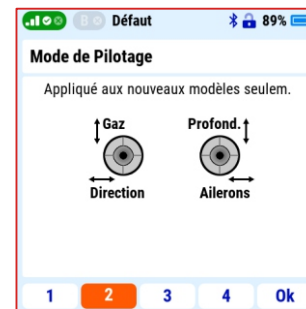 B Défaut 89%
Mode de Pilotage
Appliqué aux nouveaux modèles seulem.
Gaz Profond.
Direction Ailerons
1 2 3 4 Ok